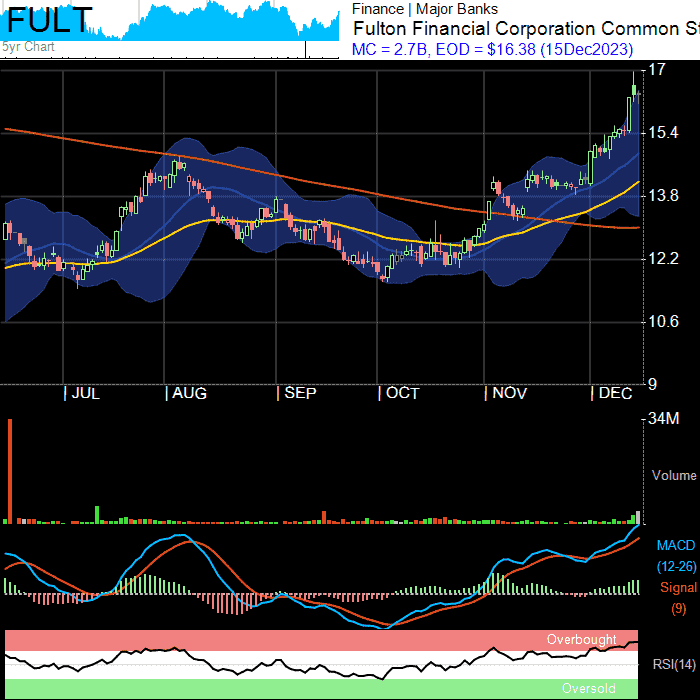 FULT
5yr Chart
Finance | Major Banks
Fulton Financial Corporation Common St
MC = 2.7B, EOD = $16.38 (15Dec2023)
17
15.4
13.8
12.2
10.6
9
| JUL | AUG | SEP | OCT | NOV | DEC
34M
Volume
MACD
(12-26)
Signal
(9)
Overbought
RSI(14)
Oversold